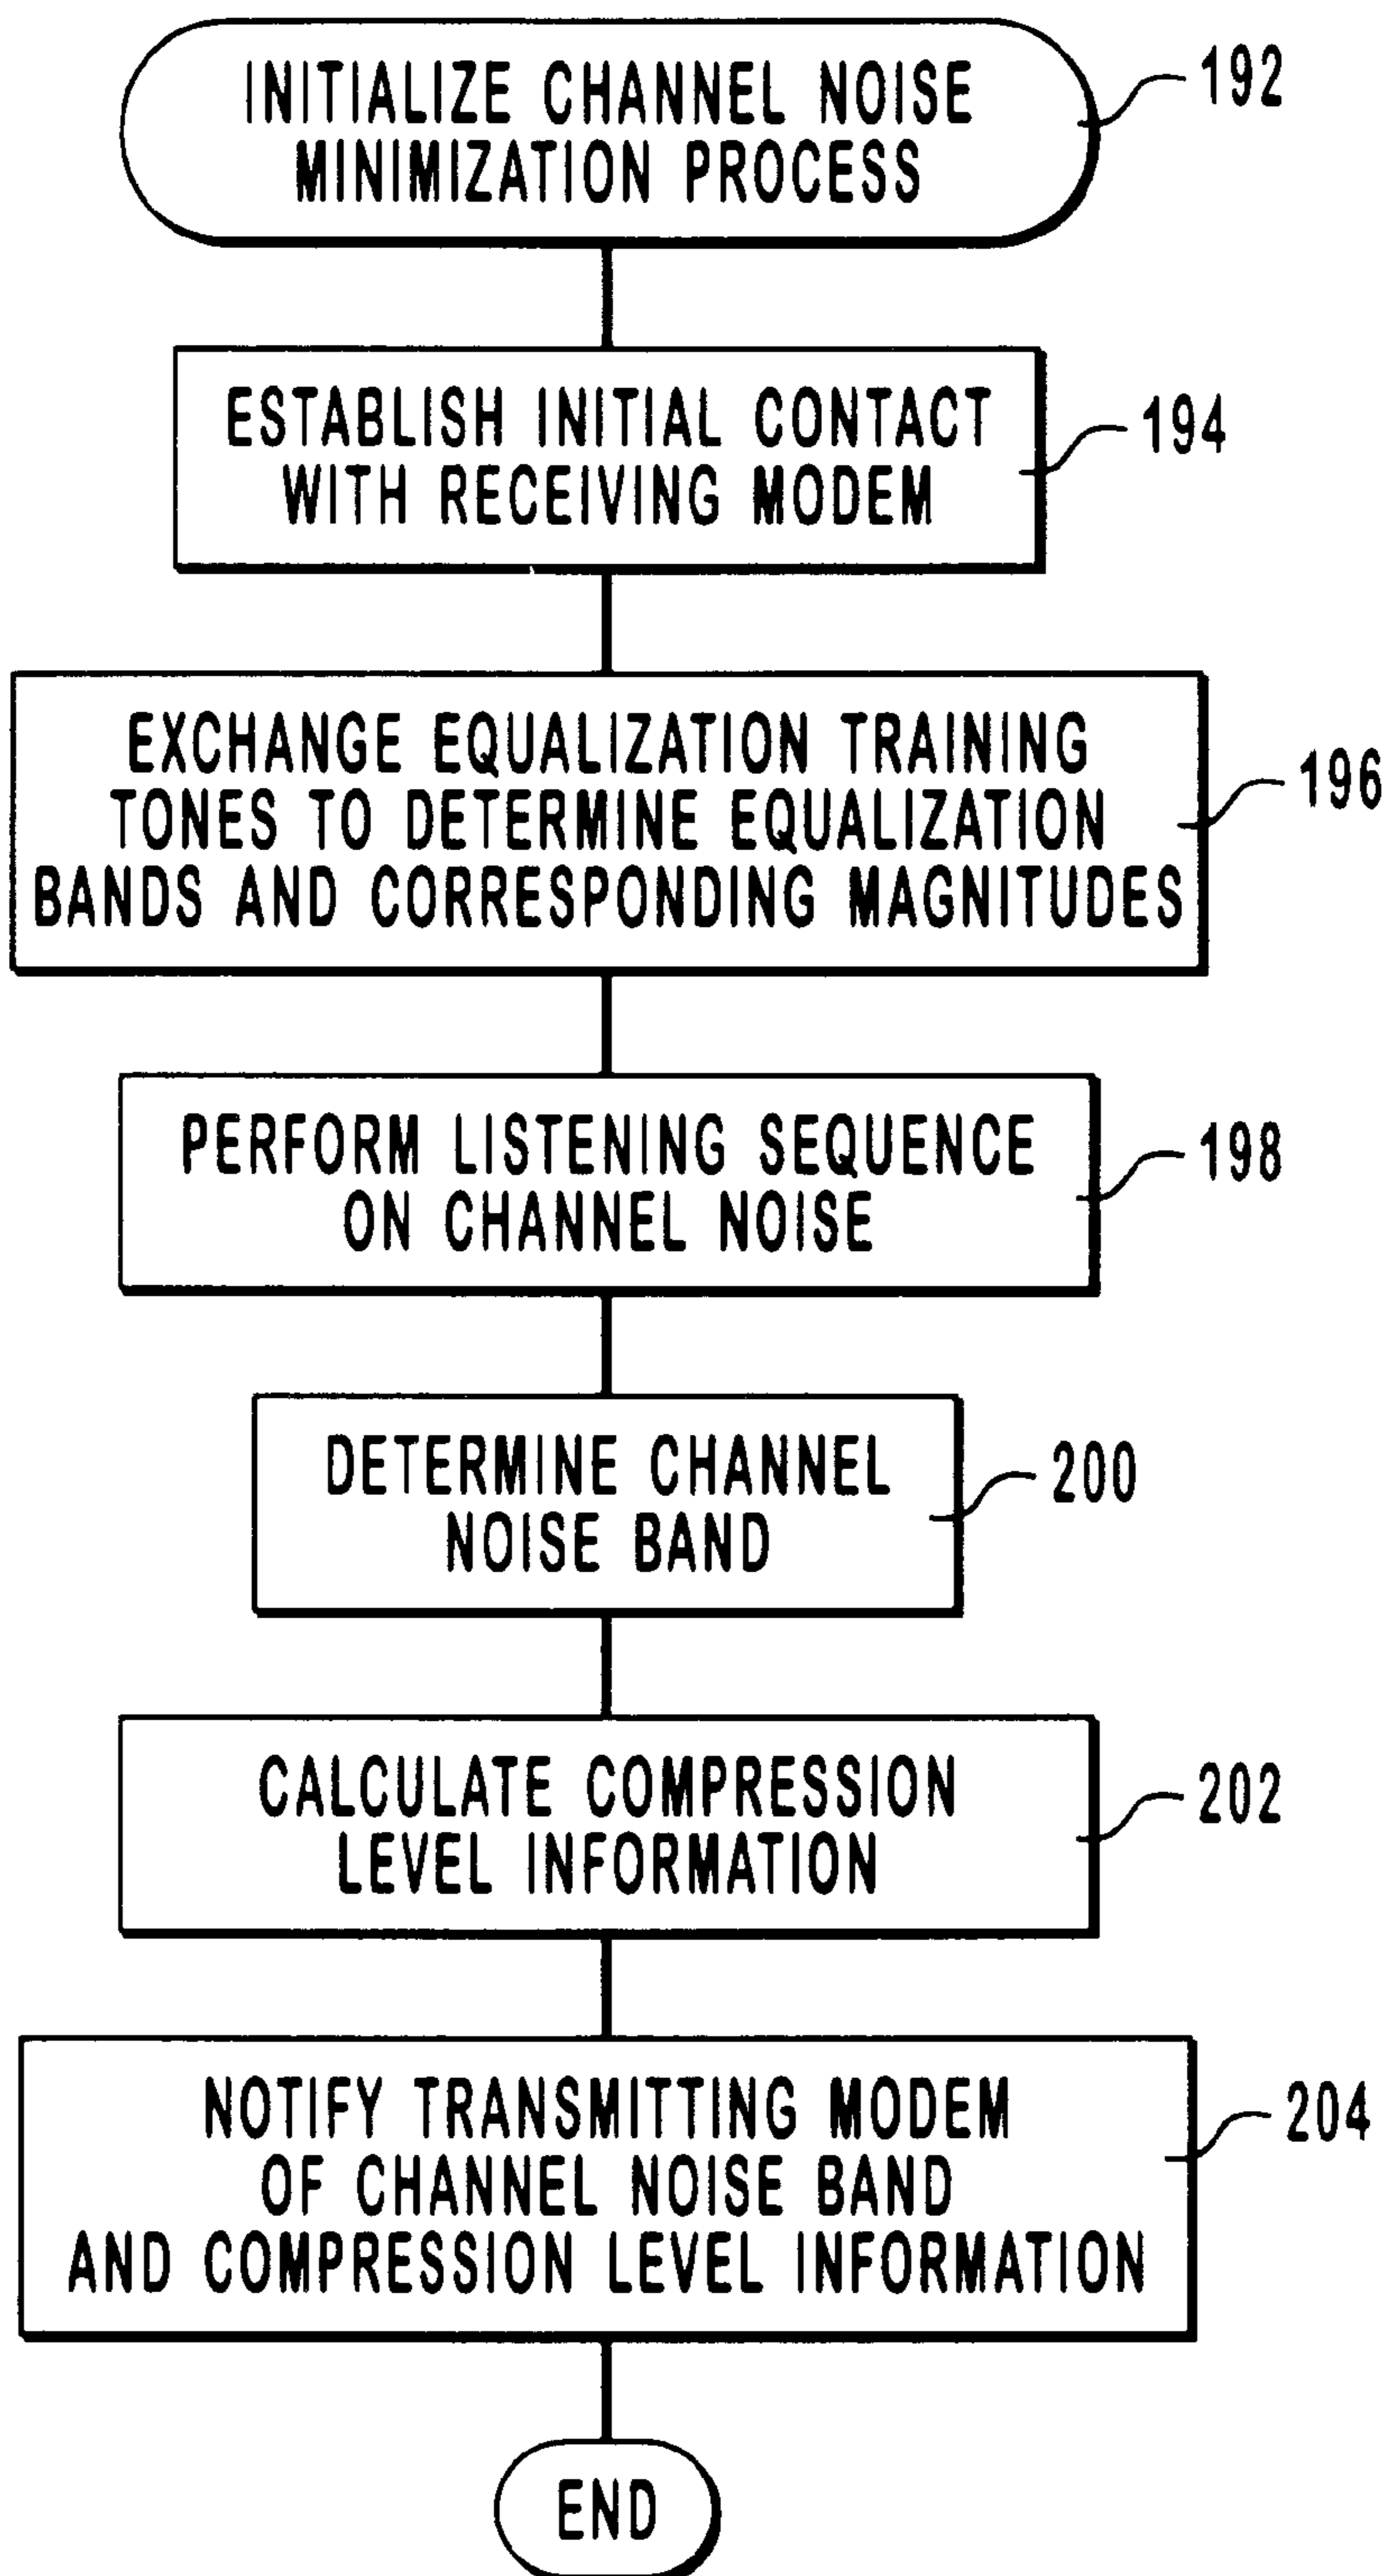 INITIALIZE CHANNEL NOISE
MINIMIZATION PROCESS
192
ESTABLISH INITIAL CONTACT
WITH RECEIVING MODEM
194
EXCHANGE EQUALIZATION TRAINING
TONES TO DETERMINE EQUALIZATION
BANDS AND CORRESPONDING MAGNITUDES
196
PERFORM LISTENING SEQUENCE
ON CHANNEL NOISE
198
DETERMINE CHANNEL
NOISE BAND
200
CALCULATE COMPRESSION
LEVEL INFORMATION
202
NOTIFY TRANSMITTING MODEM
OF CHANNEL NOISE BAND
AND COMPRESSION LEVEL INFORMATION
204
END